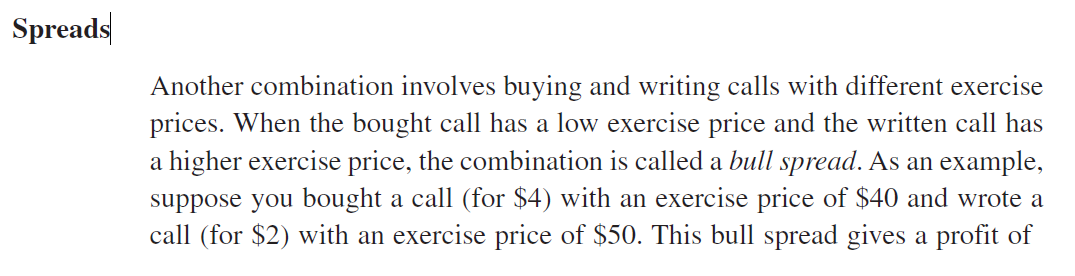 Spreads
Another combination involves buying and writing calls with different exercise
prices. When the bought call has a low exercise price and the written call has
a higher exercise price, the combination is called a bull spread. As an example,
suppose you bought a call (for $4) with an exercise price of $40 and wrote a
call (for $2) with an exercise price of $50. This bull spread gives a profit of